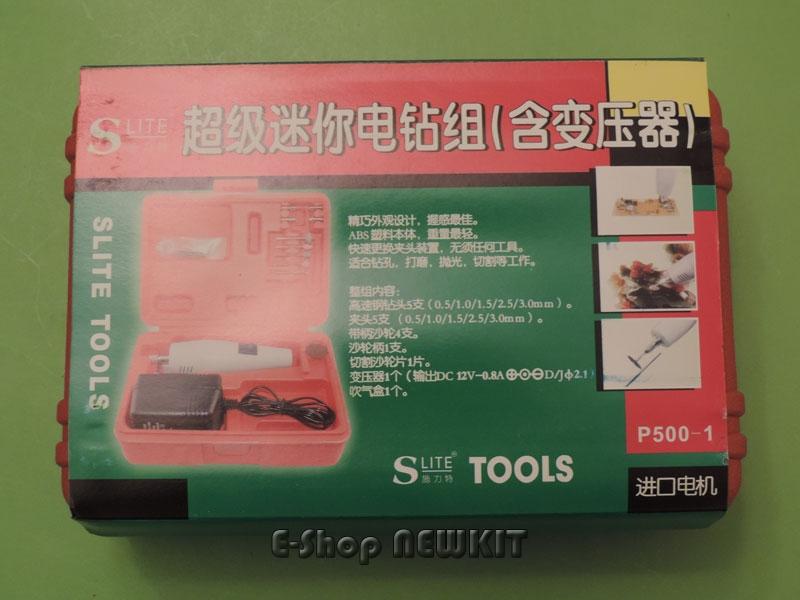 S LITE
超级迷你电钻组(含变压器)
SLITE TOOLS
精巧外观设计，握感最佳。
ABS塑料本体，重量最轻。
快速更换夹头装置，无须任何工具。
适合钻孔，打磨，抛光，切割等工作。
整组内容：
高速钢钻头5支（0.5/1.0/1.5/2.5/3.0mm）。
夹头5支（0.5/1.0/1.5/2.5/3.0mm）。
带柄沙轮4支。
沙轮柄1支。
切割沙轮片1片。
变压器1个（输出DC 12V-0.8A⊕⊙⊖D/Jφ2.1）
吹气盒1个。
P500-1
S LITE®
施力特
TOOLS
进口电机
E-Shop NEWKIT